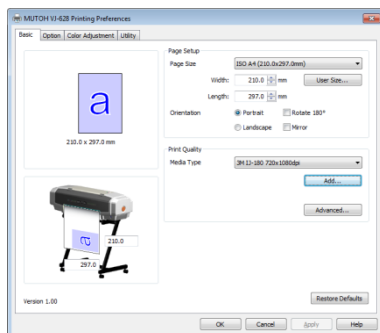 MUTOH VJ-628 Printing Preferences
Basic Option Color Adjustment Utility
Page Setup
Page Size ISO A4 (210.0x297.0mm)
Width: 210.0 mm User Size...
Length: 297.0 mm
Orientation Portrait Rotate 180°
Landscape Mirror
a
210.0 x 297.0 mm
Print Quality
Media Type 3M IJ-180 720x1080dpi
Add...
Advanced...
a
210.0
297.0
Version 1.00
Restore Defaults
OK Cancel Apply Help